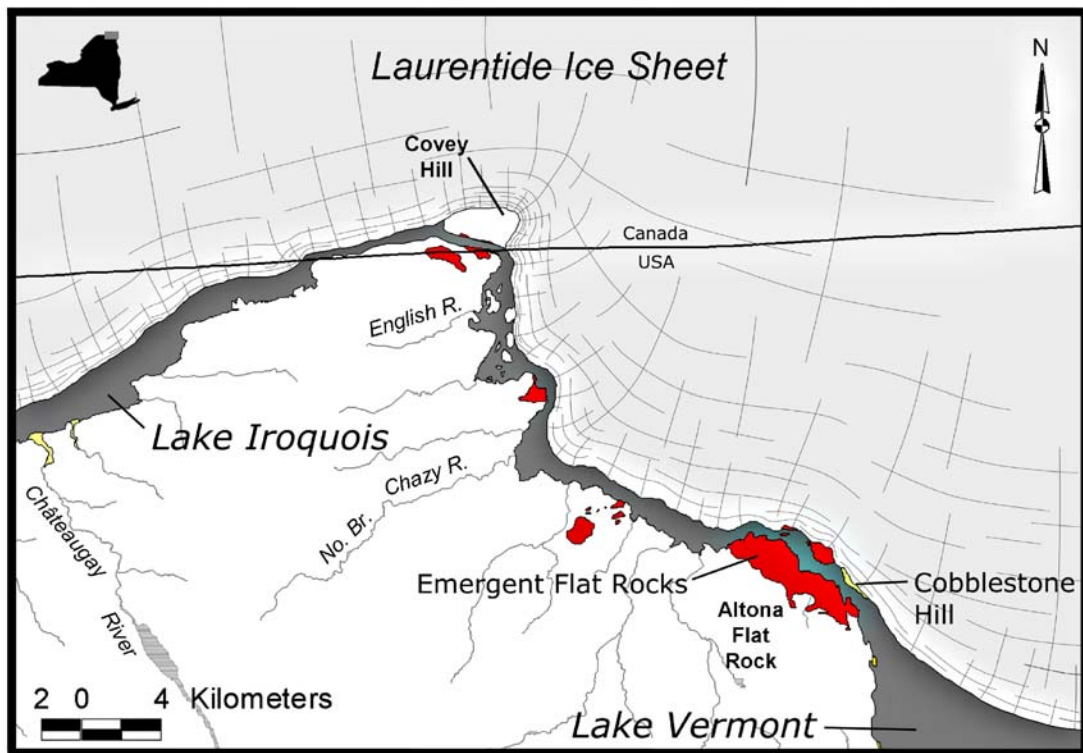 Laurentide Ice Sheet
N
Covey
Hill
Canada
USA
English R.
Lake Iroquois
Chazy R.
No. Br.
Châteaugay
River
Emergent Flat Rocks
Cobblestone
Hill
Altona
Flat
Rock
2 0 4 Kilometers
Lake Vermont